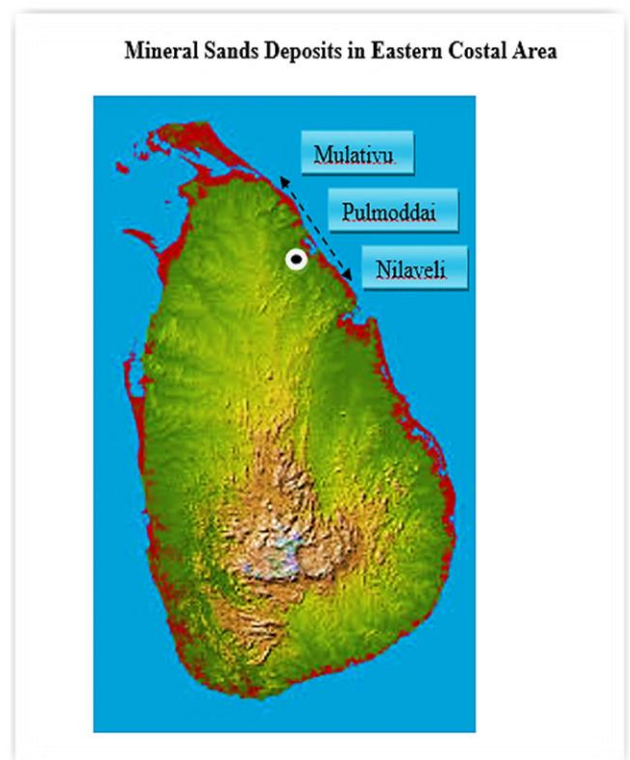 Mineral Sands Deposits in Eastern Costal Area
Mulativu
Pulmoddai
Nilaveli